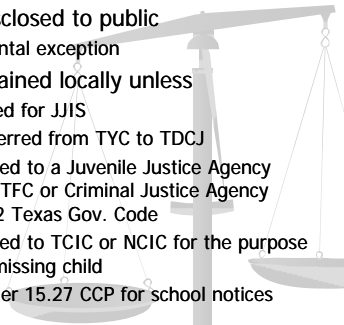 closed to public
ntal exception
ained locally unless
ed for JJIS
erred from TYC to TDCJ
ed to a Juvenile Justice Agency
TFC or Criminal Justice Agency
2 Texas Gov. Code
ed to TCIC or NCIC for the purpose
missing child
er 15.27 CCP for school notices